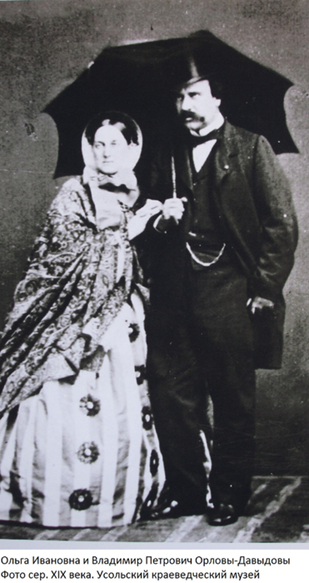 Ольга Ивановна и Владимир Петрович Орловы-Давыдовы
Фото сер. XIX века. Усольский краеведческий музей